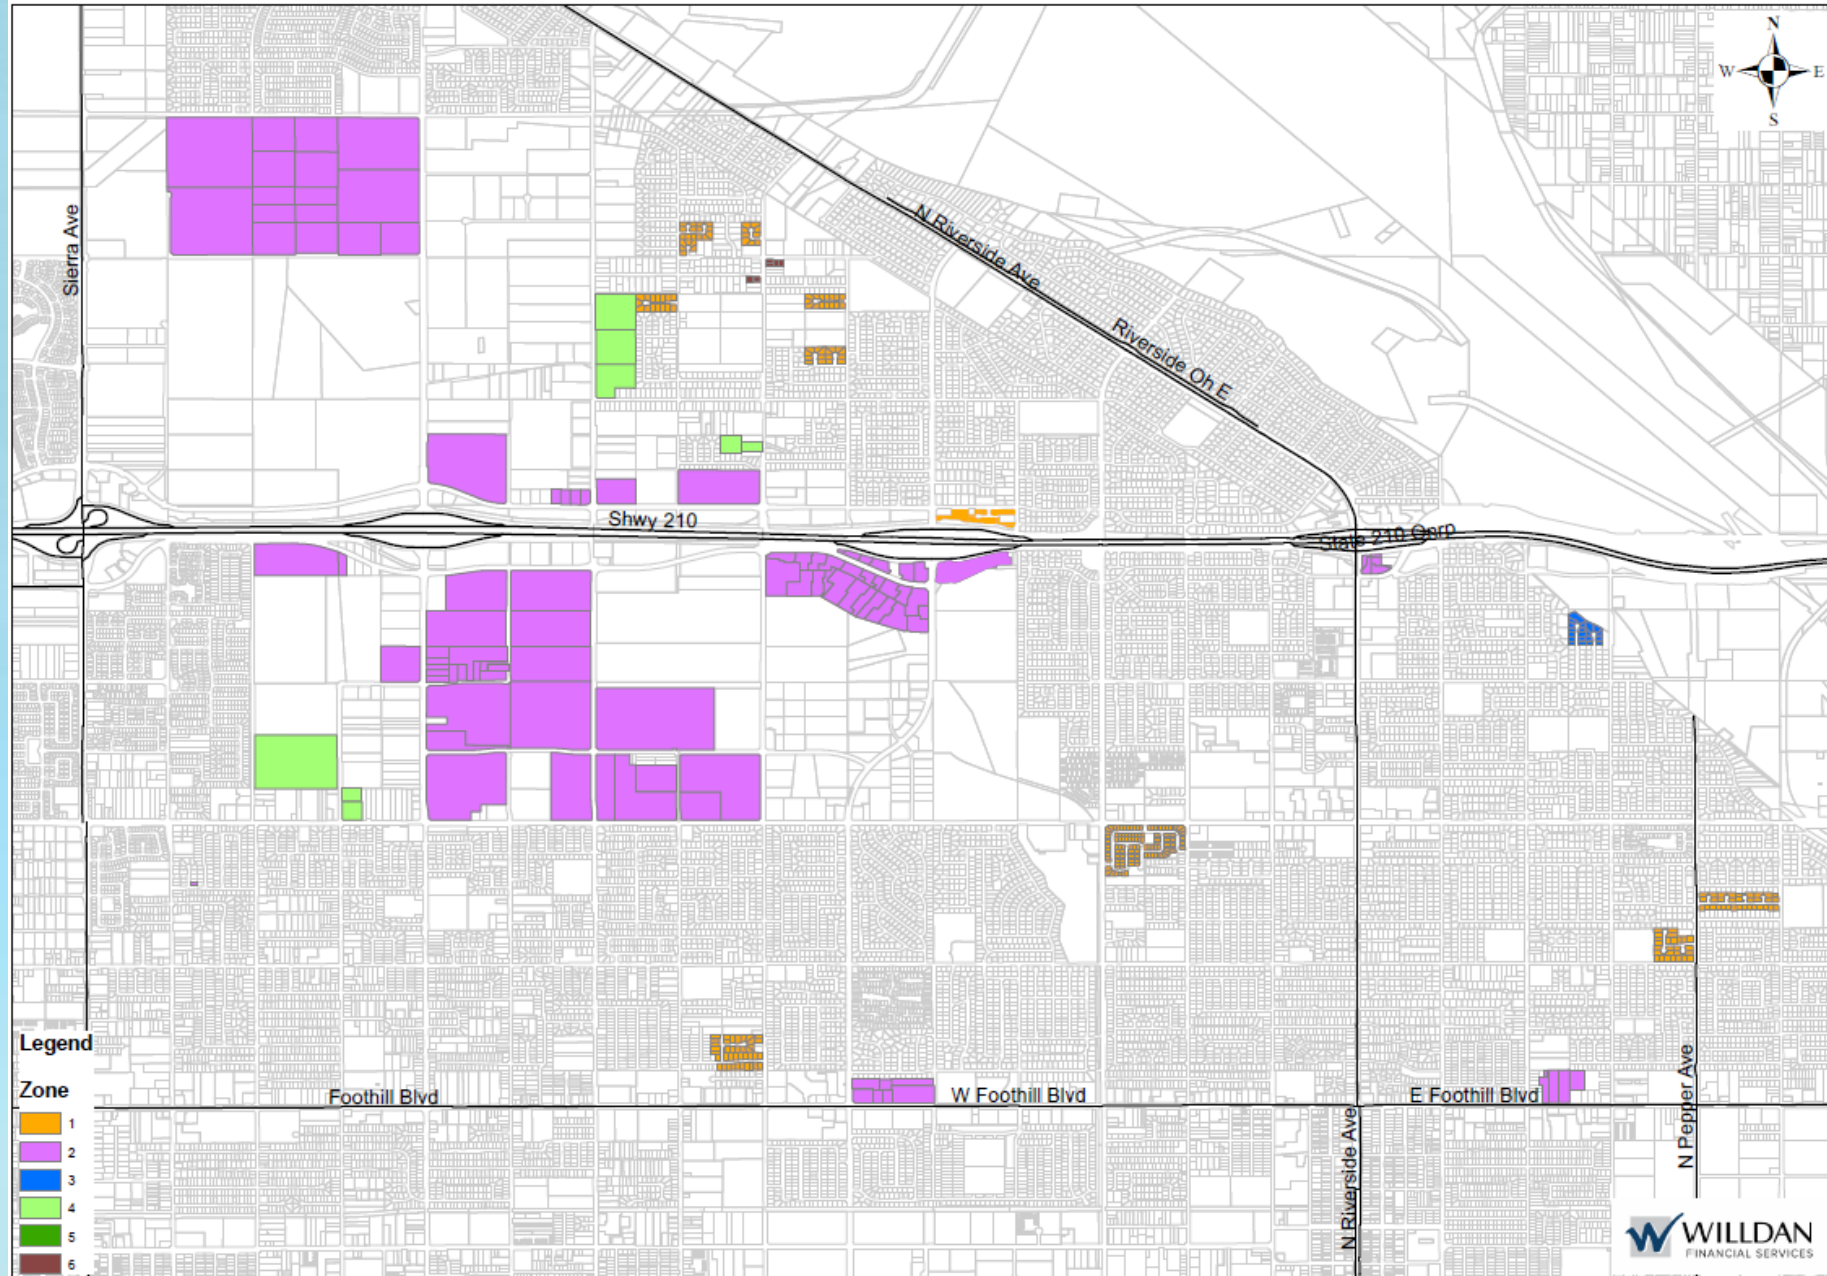 N
W E
S
Sierra Ave
N Riverside Ave
Riverside Oh E
Shwy 210
State 210 Onrp
Legend
Zone
1
2
3
4
5
6
Foothill Blvd
W Foothill Blvd
E Foothill Blvd
N Riverside Ave
N Pepper Ave
WILLDAN
FINANCIAL SERVICES